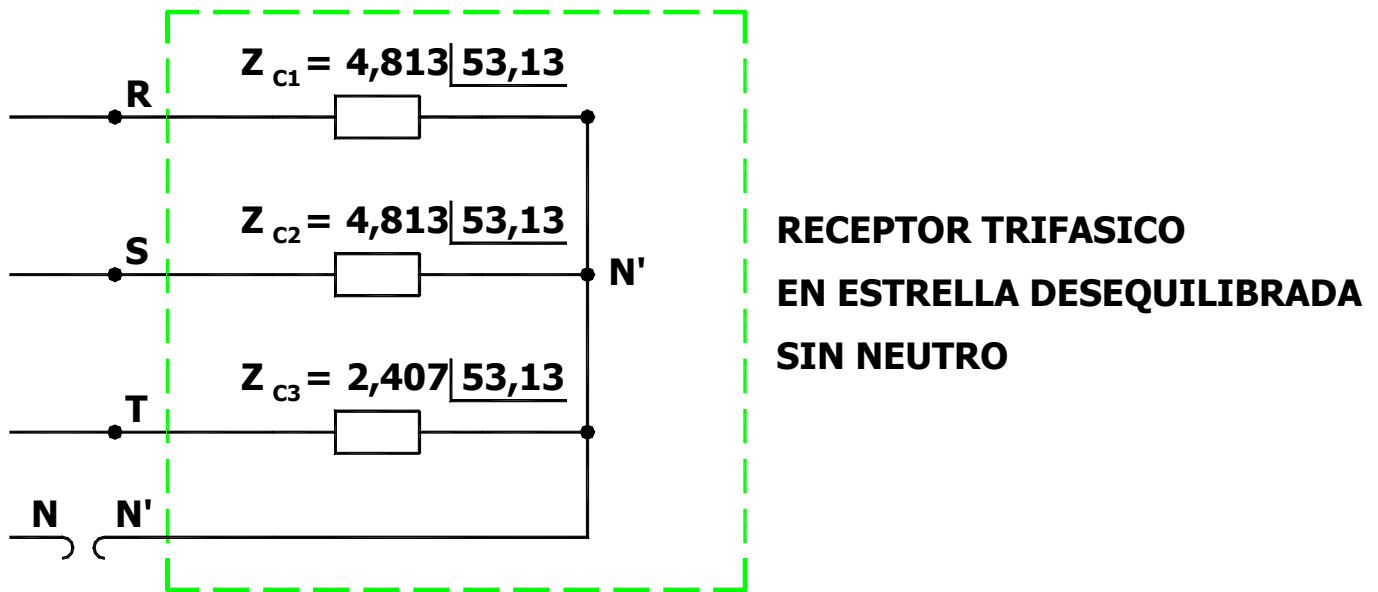 Z C1 = 4,813 53,13
R
Z C2 = 4,813 53,13
S
N'
Z C3 = 2,407 53,13
T
N N'
RECEPTOR TRIFASICO
EN ESTRELLA DESEQUILIBRADA
SIN NEUTRO